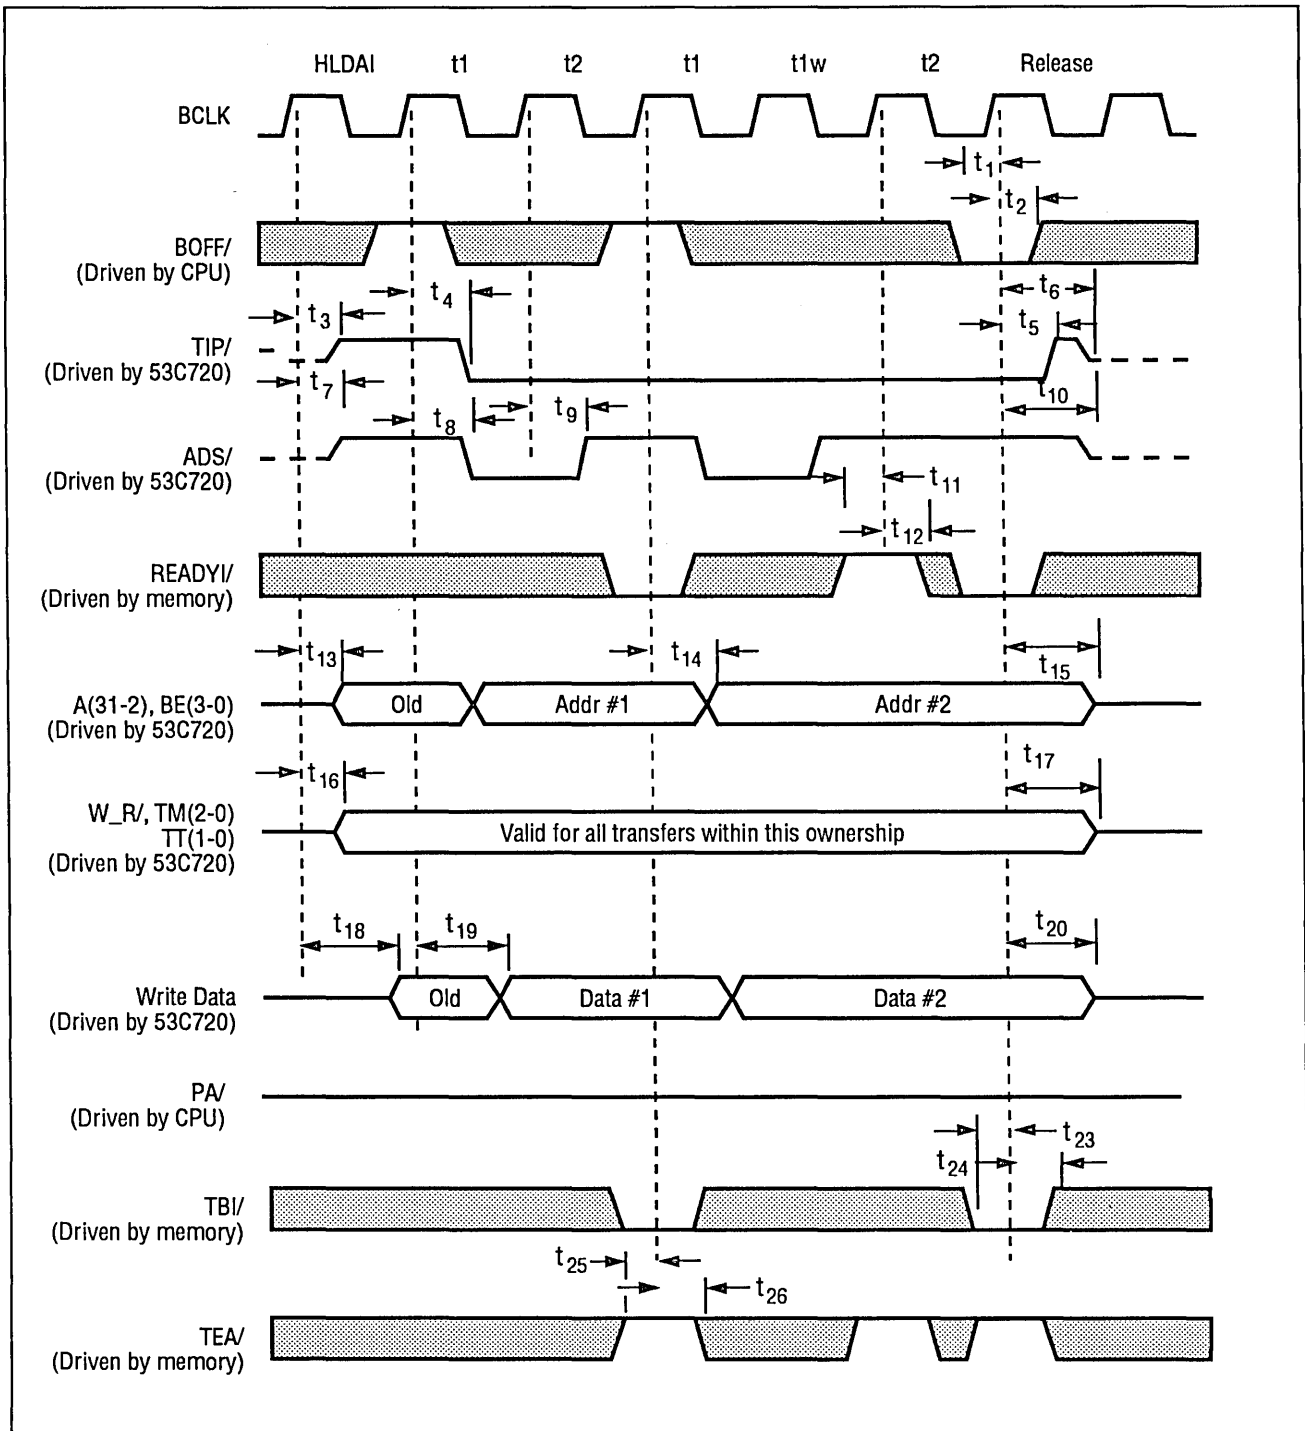 HLDAI t1 t2 t1 t1w t2 Release
BCLK
t1
t2
BOFF/
(Driven by CPU)
t4
t6
t3
t5
TIP/
(Driven by 53C720)
t7
t10
t8
t9
ADS/
(Driven by 53C720)
t11
t12
READYI/
(Driven by memory)
t13
t14
t15
A(31-2), BE(3-0)
(Driven by 53C720)
Old
Addr #1
Addr #2
t16
t17
W_R/, TM(2-0)
TT(1-0)
(Driven by 53C720)
Valid for all transfers within this ownership
t18
t19
t20
Write Data
(Driven by 53C720)
Old
Data #1
Data #2
PA/
(Driven by CPU)
t23
t24
TBI/
(Driven by memory)
t25
t26
TEA/
(Driven by memory)